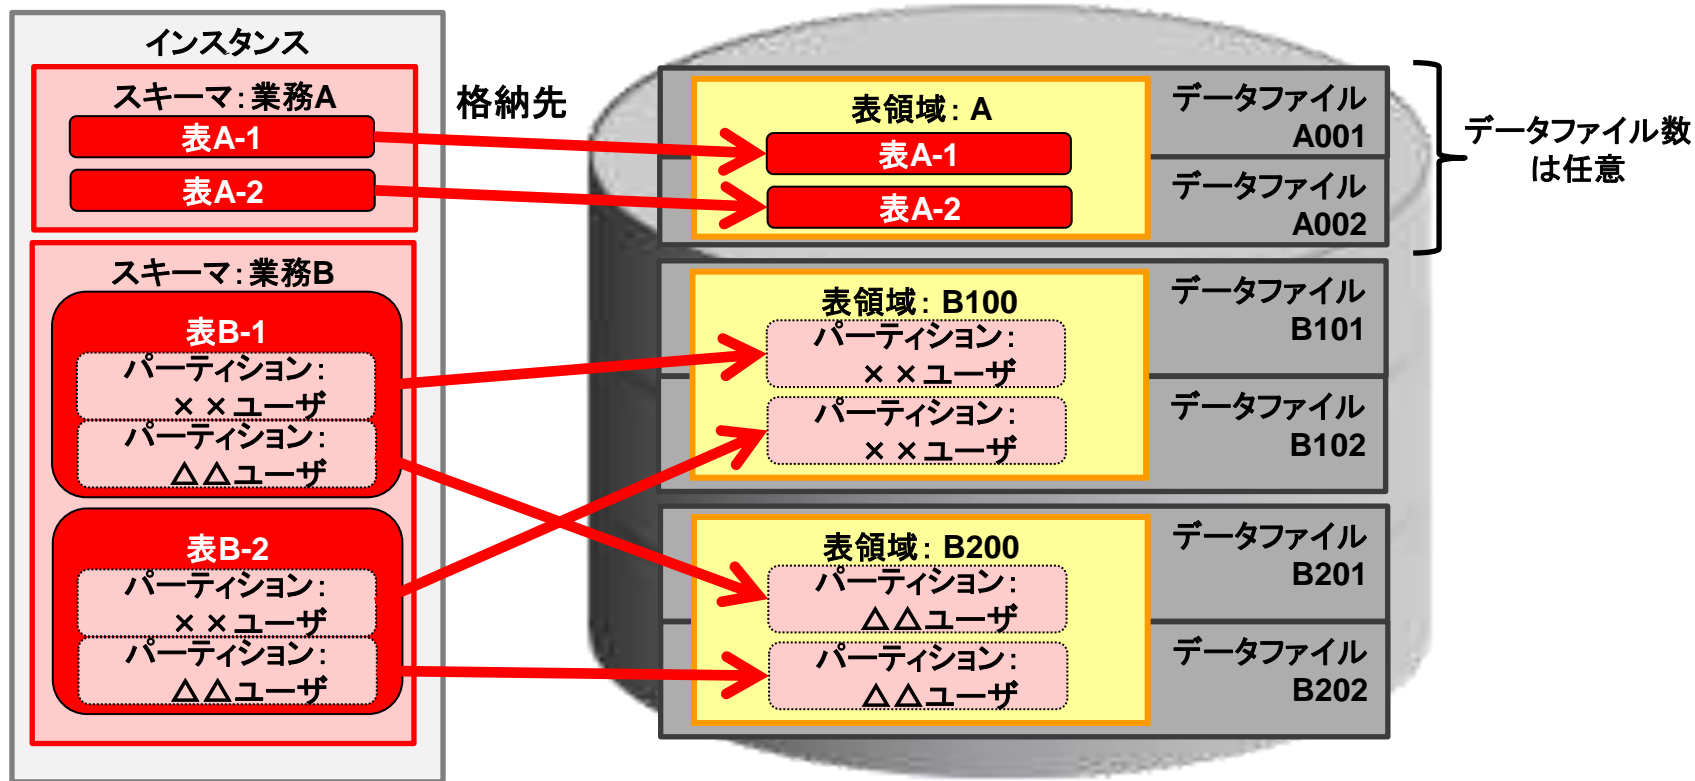 インスタンス
スキーマ：業務A
表A-1
表A-2
スキーマ：業務B
表B-1
パーティション：
××ユーザ
パーティション：
△△ユーザ
表B-2
パーティション：
××ユーザ
パーティション：
△△ユーザ
格納先
表領域：A
表A-1
表A-2
データファイル
A001
データファイル
A002
データファイル数
は任意
表領域：B100
パーティション：
××ユーザ
パーティション：
××ユーザ
データファイル
B101
データファイル
B102
表領域：B200
パーティション：
△△ユーザ
パーティション：
△△ユーザ
データファイル
B201
データファイル
B202